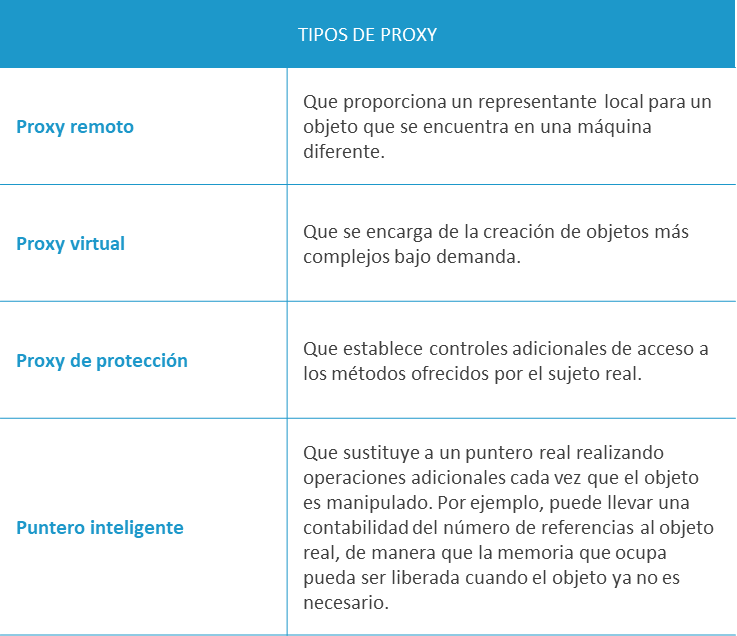 TIPOS DE PROXY
Proxy remoto
Que proporciona un representante local para un
objeto que se encuentra en una máquina
diferente.
Proxy virtual
Que se encarga de la creación de objetos más
complejos bajo demanda.
Proxy de protección
Que establece controles adicionales de acceso a
los métodos ofrecidos por el sujeto real.
Puntero inteligente
Que sustituye a un puntero real realizando
operaciones adicionales cada vez que el objeto
es manipulado. Por ejemplo, puede llevar una
contabilidad del número de referencias al objeto
real, de manera que la memoria que ocupa
pueda ser liberada cuando el objeto ya no es
necesario.